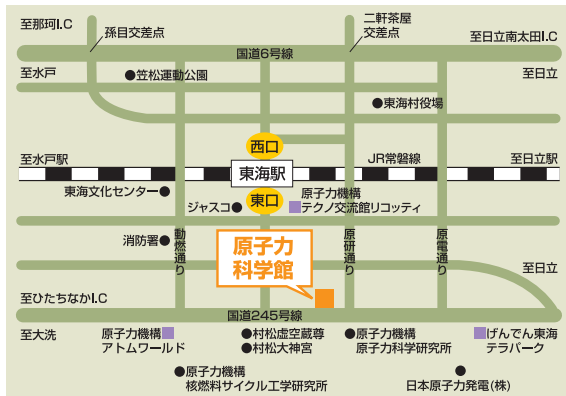 至那珂I.C
孫目交差点
二軒茶屋
交差点
至日立南太田I.C
国道6号線
至水戸
笠松運動公園
至日立
東海村役場
西口
至水戸駅
JR常磐線
至日立駅
東海駅
東海文化センター
ジャスコ
東口
原子力機構
テクノ交流館リコッティ
消防署
動燃通り
原子力
科学館
原研通り
原電通り
至日立
至ひたちなかI.C
国道245号線
至大洗
原子力機構
アトムワールド
村松虚空蔵尊
村松大神宮
原子力機構
原子力科学研究所
げんでん東海
テラパーク
原子力機構
核燃料サイクル工学研究所
日本原子力発電(株)